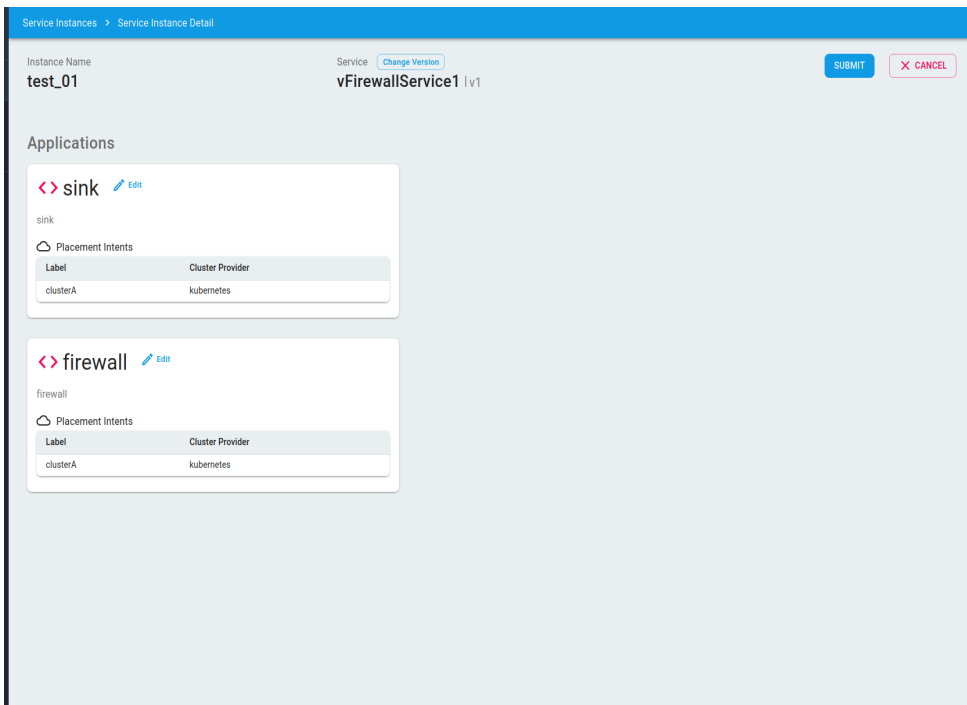 Service Instances > Service Instance Detail
Instance Name
test_01
Service Change Version
vFirewallService1 | v1
SUBMIT
CANCEL
Applications
sink Edit
sink
Placement Intents
Label Cluster Provider
clusterA kubernetes
firewall Edit
firewall
Placement Intents
Label Cluster Provider
clusterA kubernetes